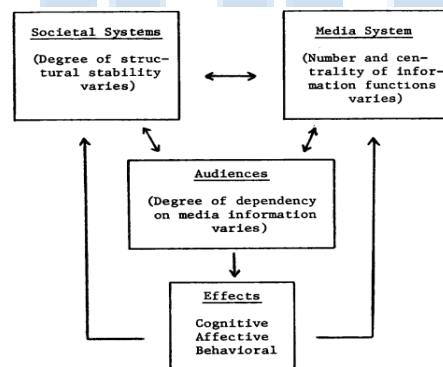 Societal Systems
(Degree of struc-
tural stability
varies)
Media System
(Number and cen-
trality of infor-
mation functions
varies)
Audiences
(Degree of dependency
on media information
varies)
Effects
Cognitive
Affective
Behavioral